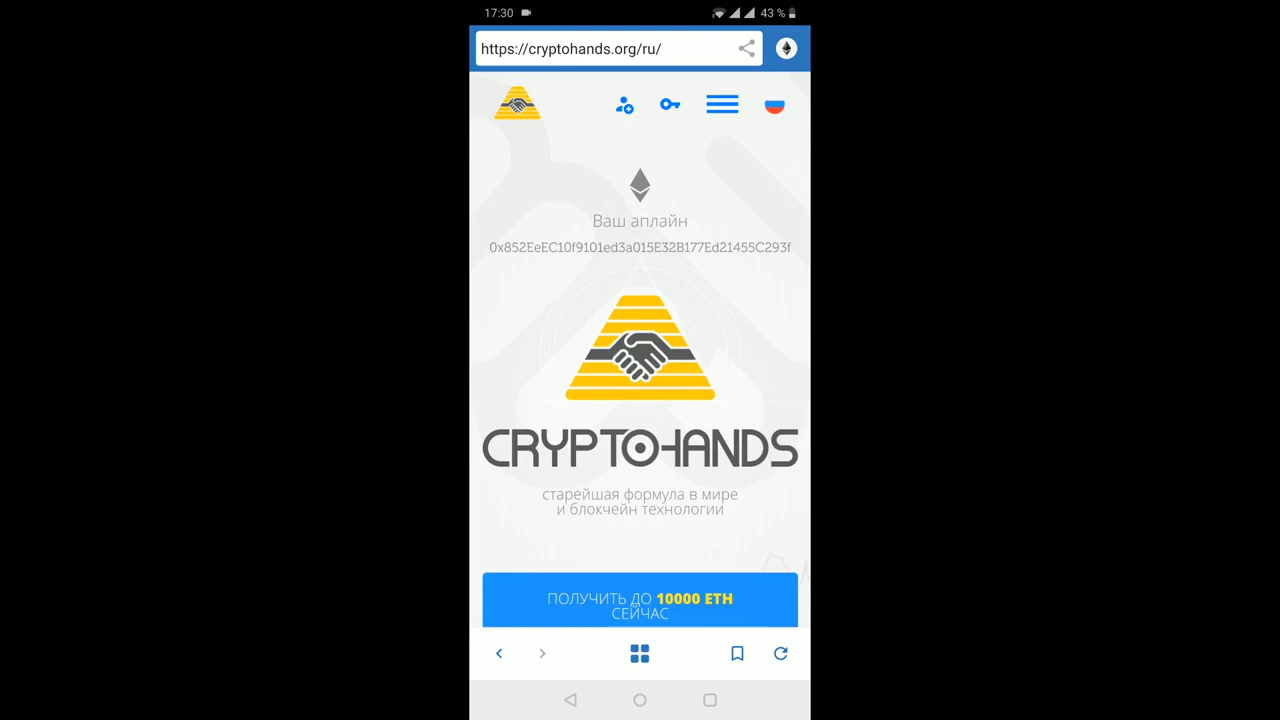 17:30
43 %
https://cryptohands.org/ru/
Ваш аплайн
0x852EeEC10f9101ed3a015E32B177Ed21455C293f
CRYPTOHANDS
старейшая формула в мире
и блокчейн технологии
ПОЛУЧИТЬ ДО 10000 ETH
СЕЙЧАС